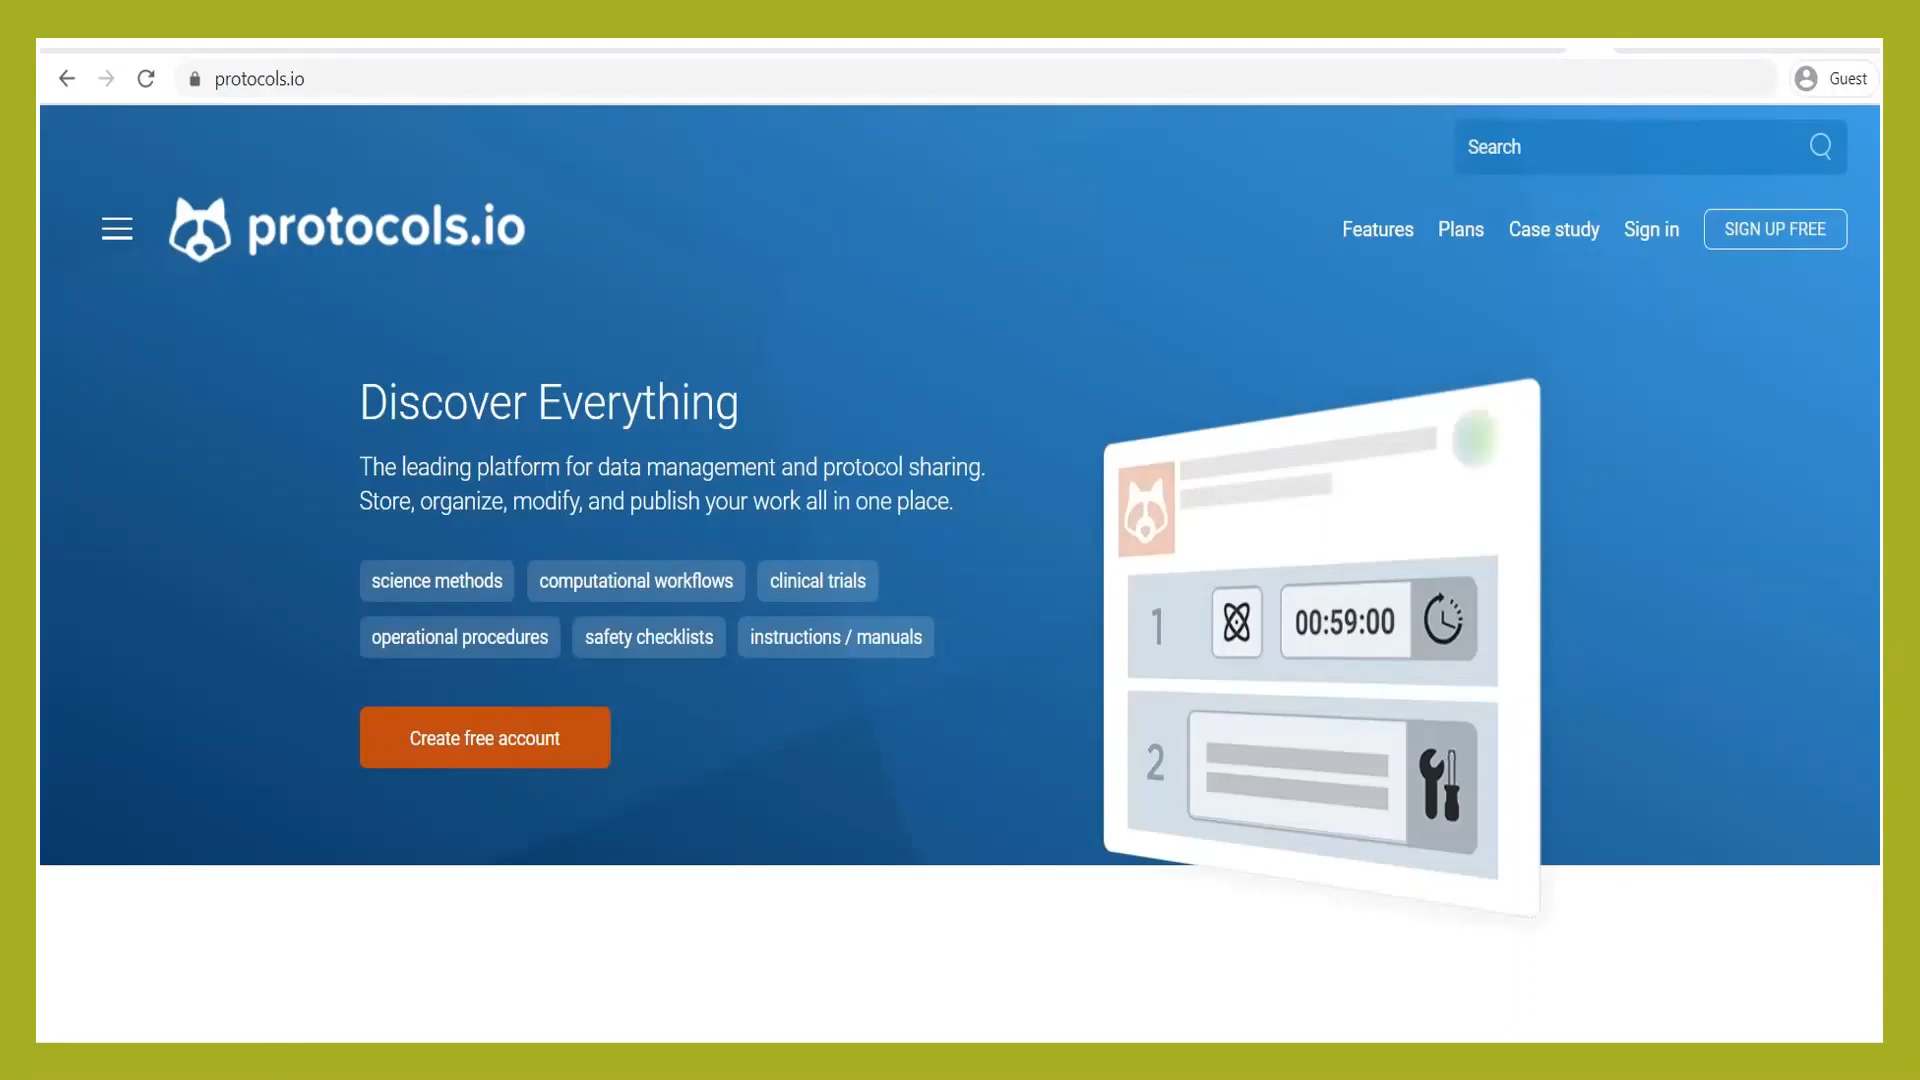 protocols.io
Guest
Search
protocols.io
Features Plans Case study Sign in SIGN UP FREE
Discover Everything
The leading platform for data management and protocol sharing.
Store, organize, modify, and publish your work all in one place.
science methods computational workflows clinical trials
operational procedures safety checklists instructions / manuals
Create free account
1 00:59:00
2